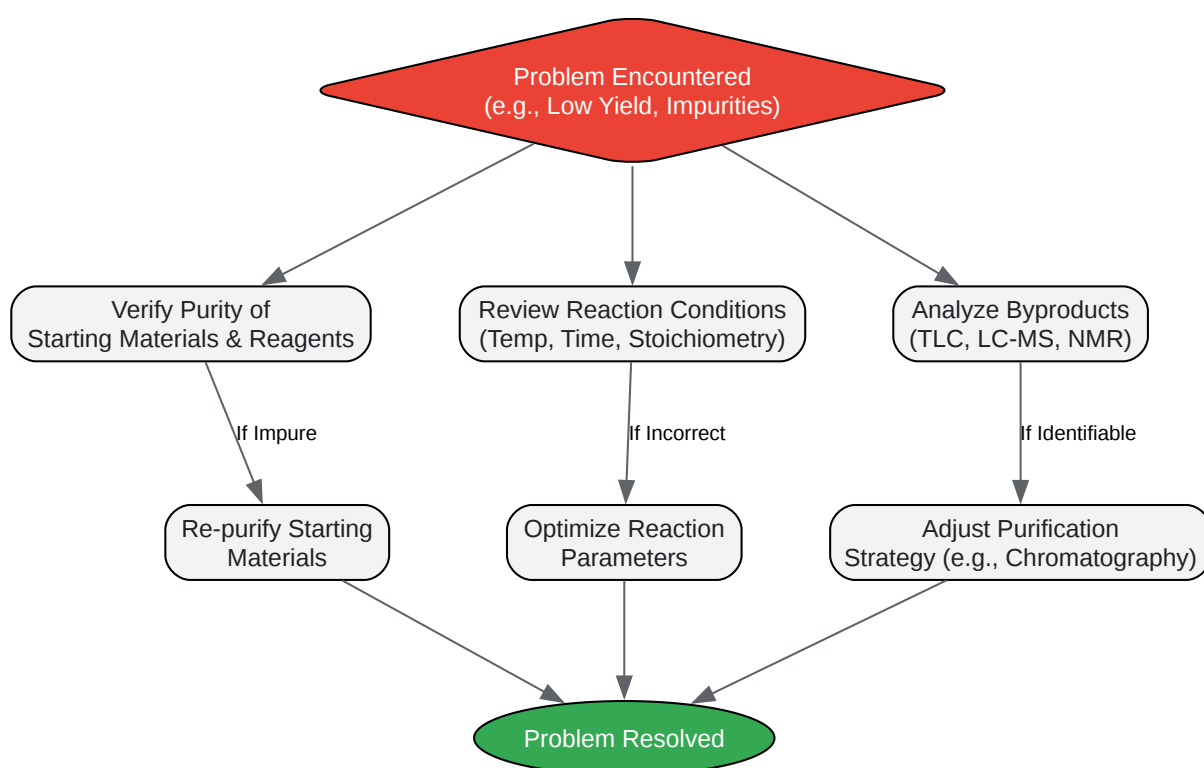 Problem Encountered
(e.g., Low Yield, Impurities)
Verify Purity of
Starting Materials & Reagents
Review Reaction Conditions
(Temp, Time, Stoichiometry)
Analyze Byproducts
(TLC, LC-MS, NMR)
If Impure
If Incorrect
If Identifiable
Re-purify Starting
Materials
Optimize Reaction
Parameters
Adjust Purification
Strategy (e.g., Chromatography)
Problem Resolved